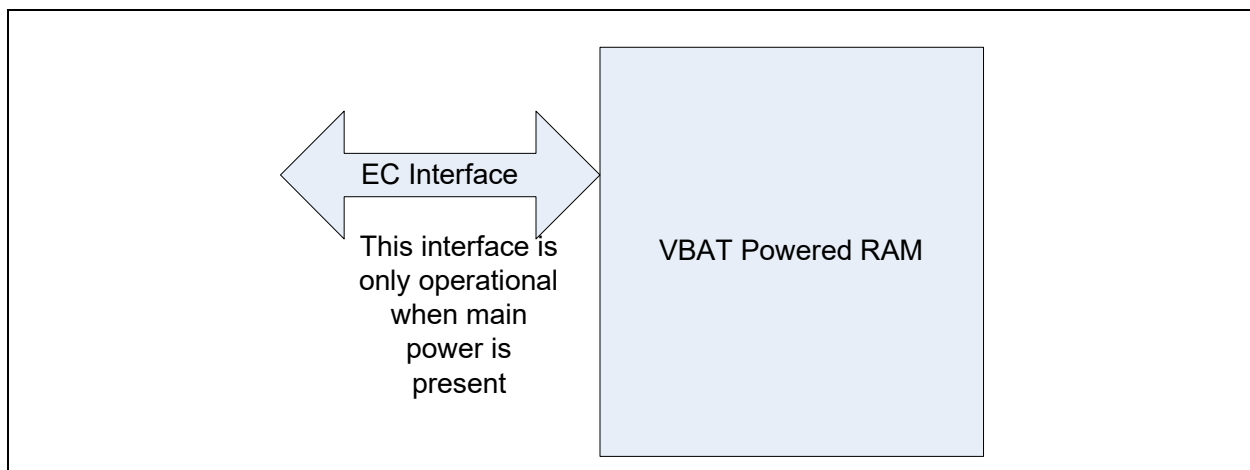 EC Interface
This interface is
only operational
when main
power is
present
VBAT Powered RAM